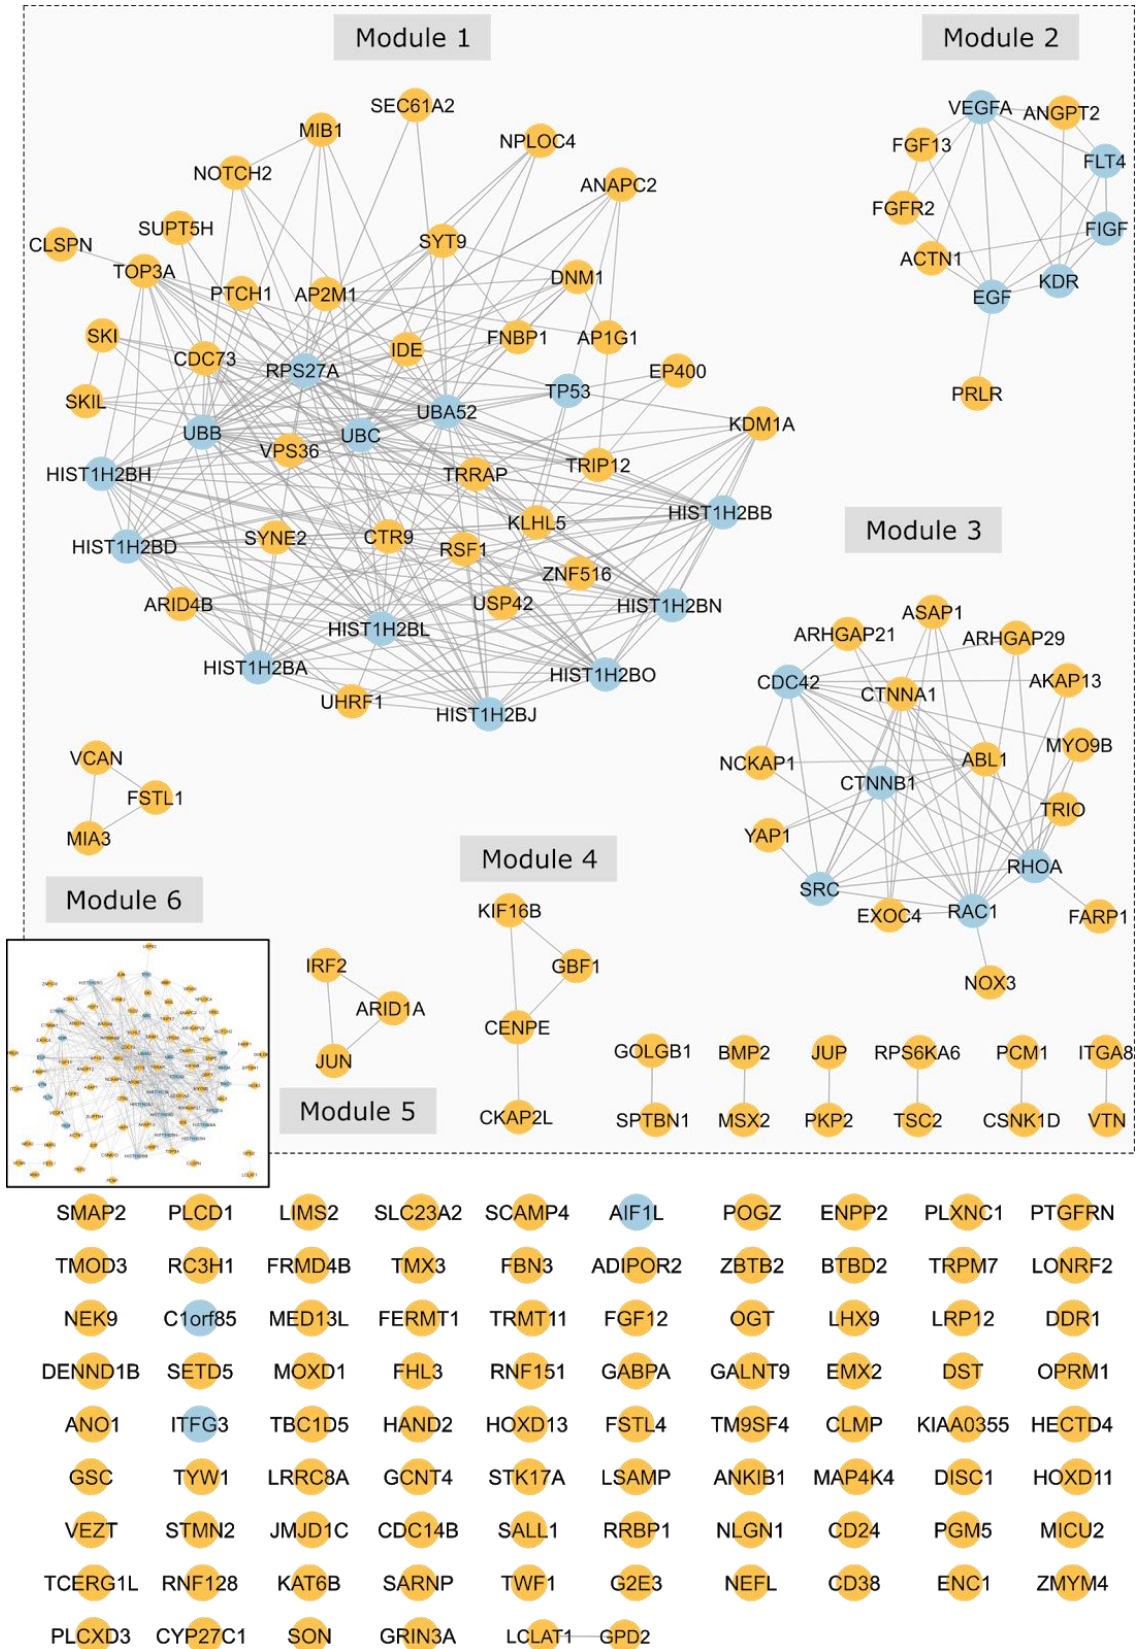 Module 1
Module 2
SEC61A2
VEGFA
ANGPT2
MIB1
NPLOC4
FGF13
FLT4
NOTCH2
ANAPC2
FGFR2
SUPT5H
FIGF
CLSPN
SYT9
ACTN1
TOP3A
PTCH1
AP2M1
DNM1
KDR
EGF
SKI
CDC73
RPS27A
IDE
FNBP1
AP1G1
EP400
TP53
PRLR
SKIL
UBB
UBC
UBA52
KDM1A
VPS36
HIST1H2BH
TRRAP
TRIP12
HIST1H2BB
KLHL5
Module 3
HIST1H2BD
SYNE2
CTR9
RSF1
ZNF516
ARID4B
USP42
HIST1H2BN
HIST1H2BL
ASAP1
ARHGAP21
ARHGAP29
HIST1H2BA
HIST1H2BO
CDC42
CTNNA1
AKAP13
UHRF1
HIST1H2BJ
MYO9B
VCAN
NCKAP1
ABL1
CTNNB1
FSTL1
TRIO
MIA3
YAP1
Module 4
RHOA
Module 6
SRC
KIF16B
EXOC4
RAC1
FARP1
IRF2
GBF1
NOX3
ARID1A
CENPE
JUN
GOLGB1
BMP2
JUP
RPS6KA6
PCM1
ITGA8
Module 5
CKAP2L
SPTBN1
MSX2
PKP2
TSC2
CSNK1D
VTN
SMAP2 PLCD1 LIMS2 SLC23A2 SCAMP4 AIF1L POGZ ENPP2 PLXNC1 PTGFRN
TMOD3 RC3H1 FRMD4B TMX3 FBN3 ADIPOR2 ZBTB2 BTBD2 TRPM7 LONRF2
NEK9 C1orf85 MED13L FERMT1 TRMT11 FGF12 OGT LHX9 LRP12 DDR1
DENND1B SETD5 MOXD1 FHL3 RNF151 GABPA GALNT9 EMX2 DST OPRM1
ANO1 ITFG3 TBC1D5 HAND2 HOXD13 FSTL4 TM9SF4 CLMP KIAA0355 HECTD4
GSC TYW1 LRRC8A GCNT4 STK17A LSAMP ANKIB1 MAP4K4 DISC1 HOXD11
VEZT STMN2 JMJD1C CDC14B SALL1 RRBP1 NLGN1 CD24 PGM5 MICU2
TCERG1L RNF128 KAT6B SARNP TWF1 G2E3 NEFL CD38 ENC1 ZMYM4
PLCXD3 CYP27C1 SON GRIN3A LCLAT1 GPD2